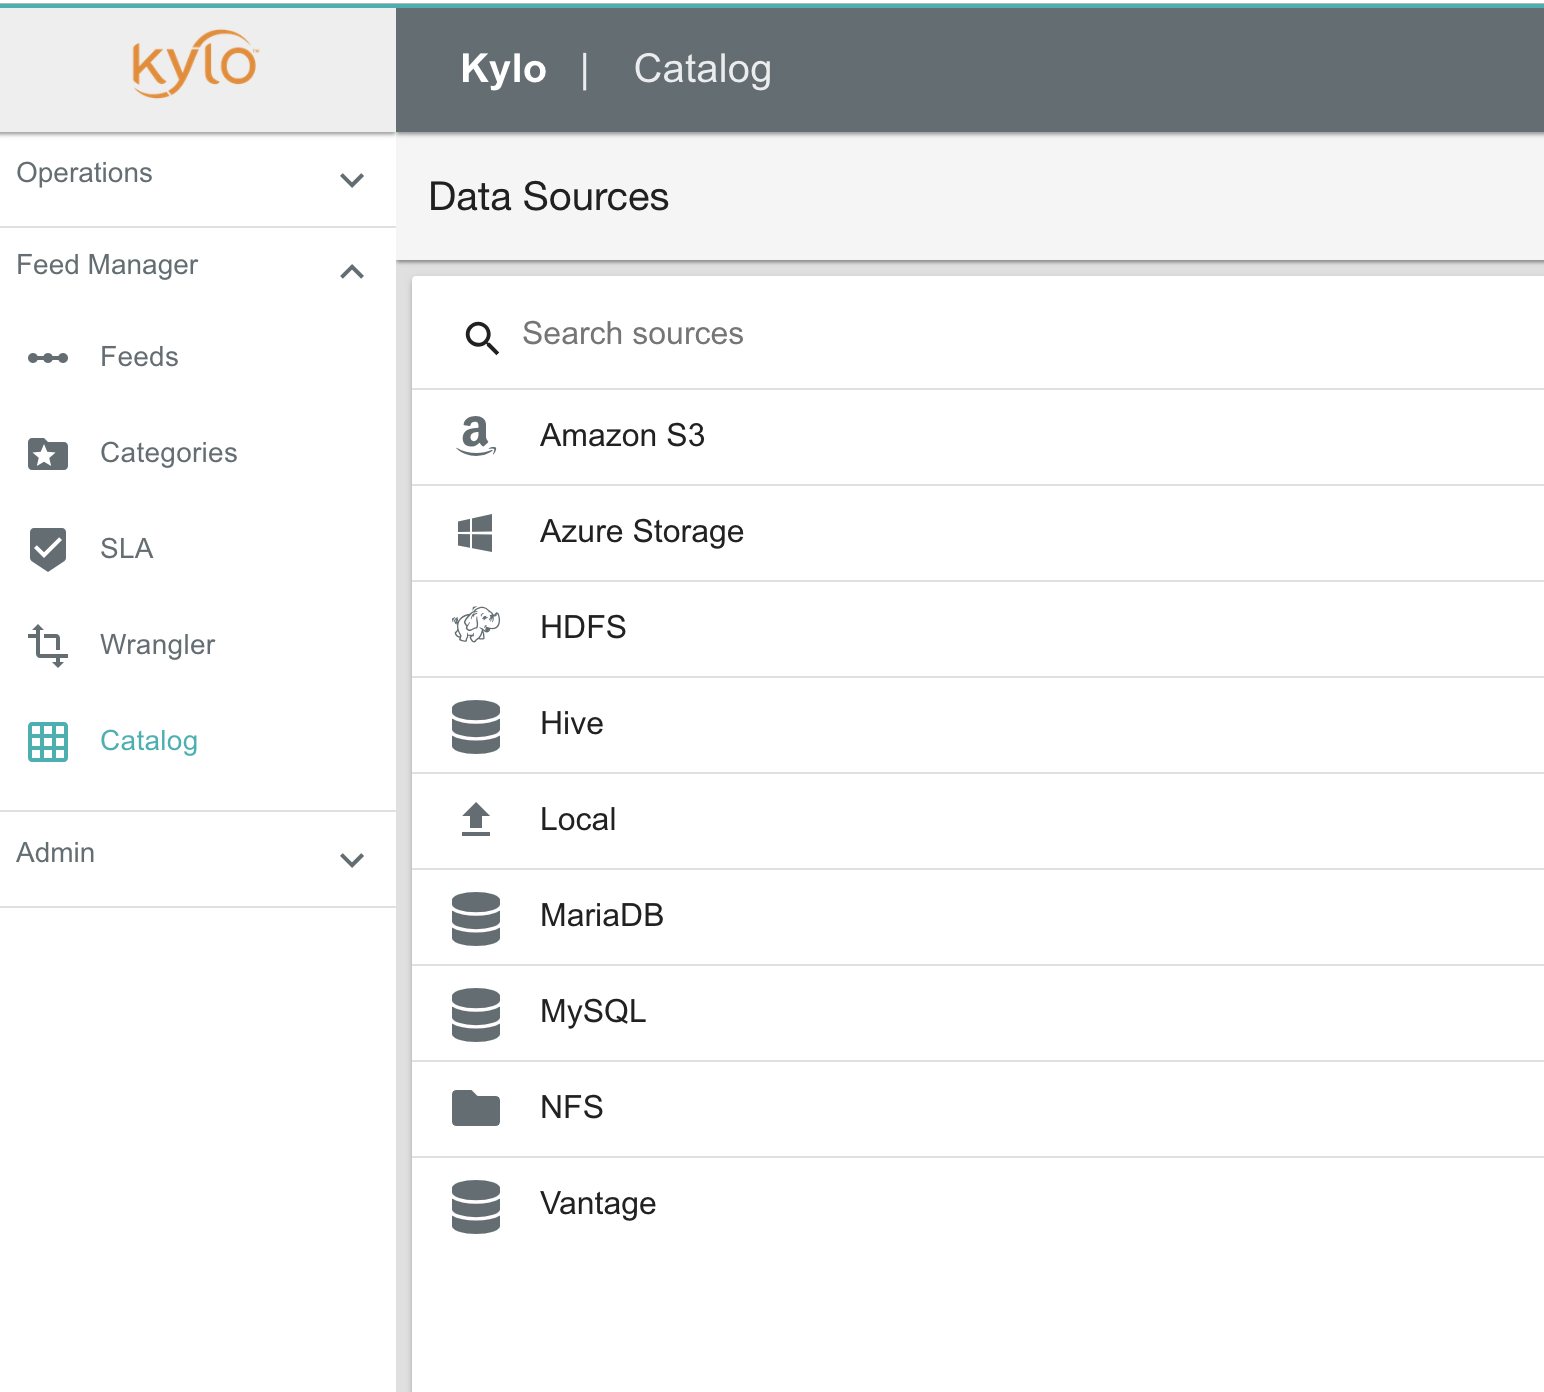 kylo™
Kylo | Catalog
Operations
Data Sources
Feed Manager
Search sources
Feeds
Categories
SLA
Wrangler
Catalog
Admin
Amazon S3
Azure Storage
HDFS
Hive
Local
MariaDB
MySQL
NFS
Vantage